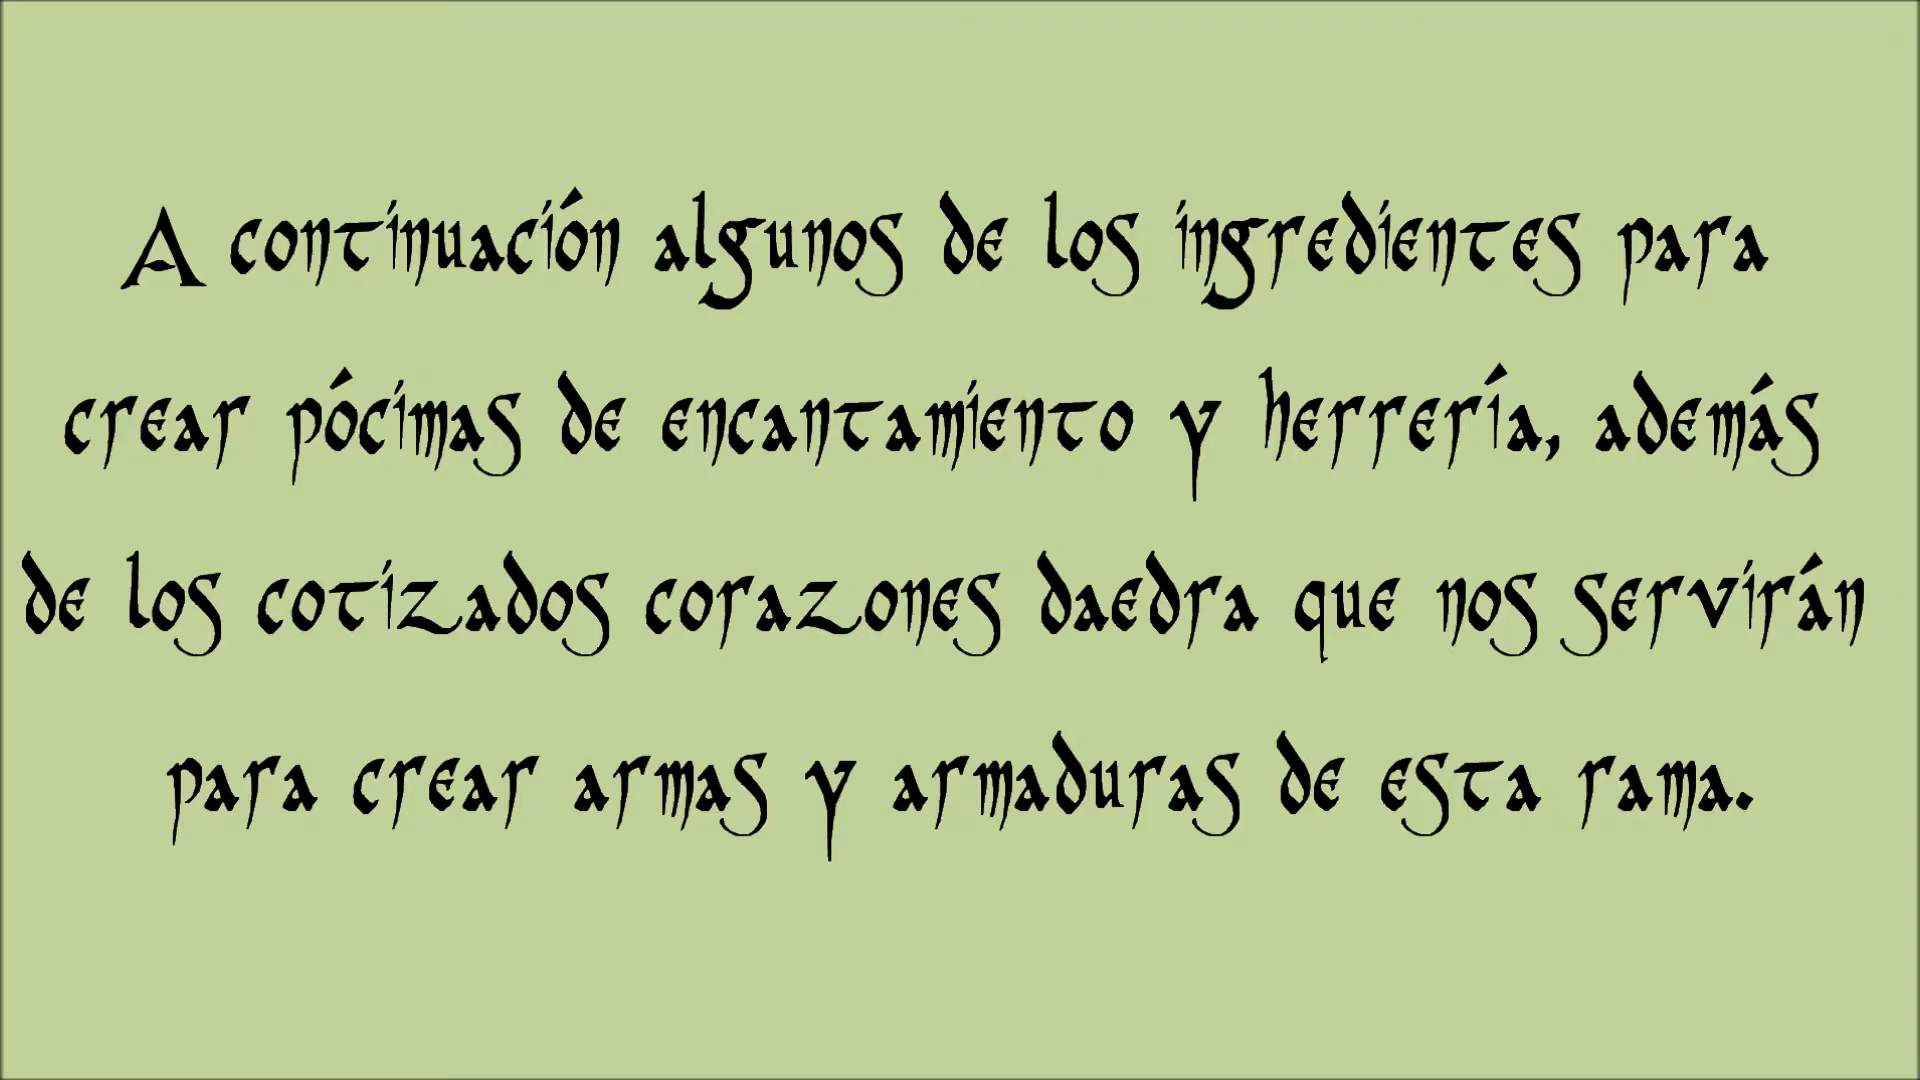 A continuación algunos de los ingredientes para
crear pócimas de encantamiento y herrería, además
de los cotizados corazones daedra que nos servirán
para crear armas y armaduras de esta rama.